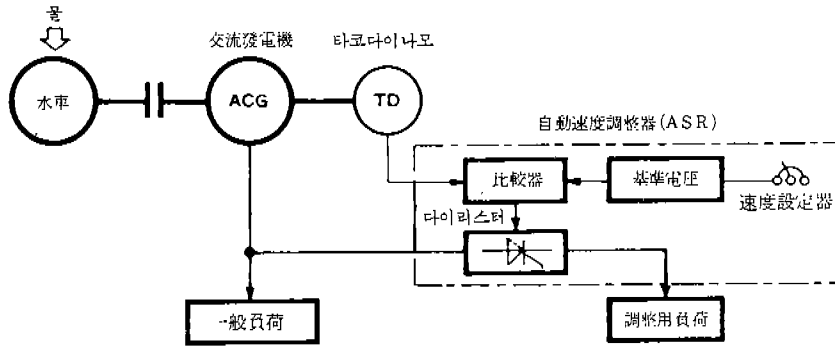 물
交流發電機
타코다이나모
水車
ACG
TD
自動速度調整器(ASR)
比較器
基準電圧
速度設定器
다이리스터
一般負荷
調整用負荷